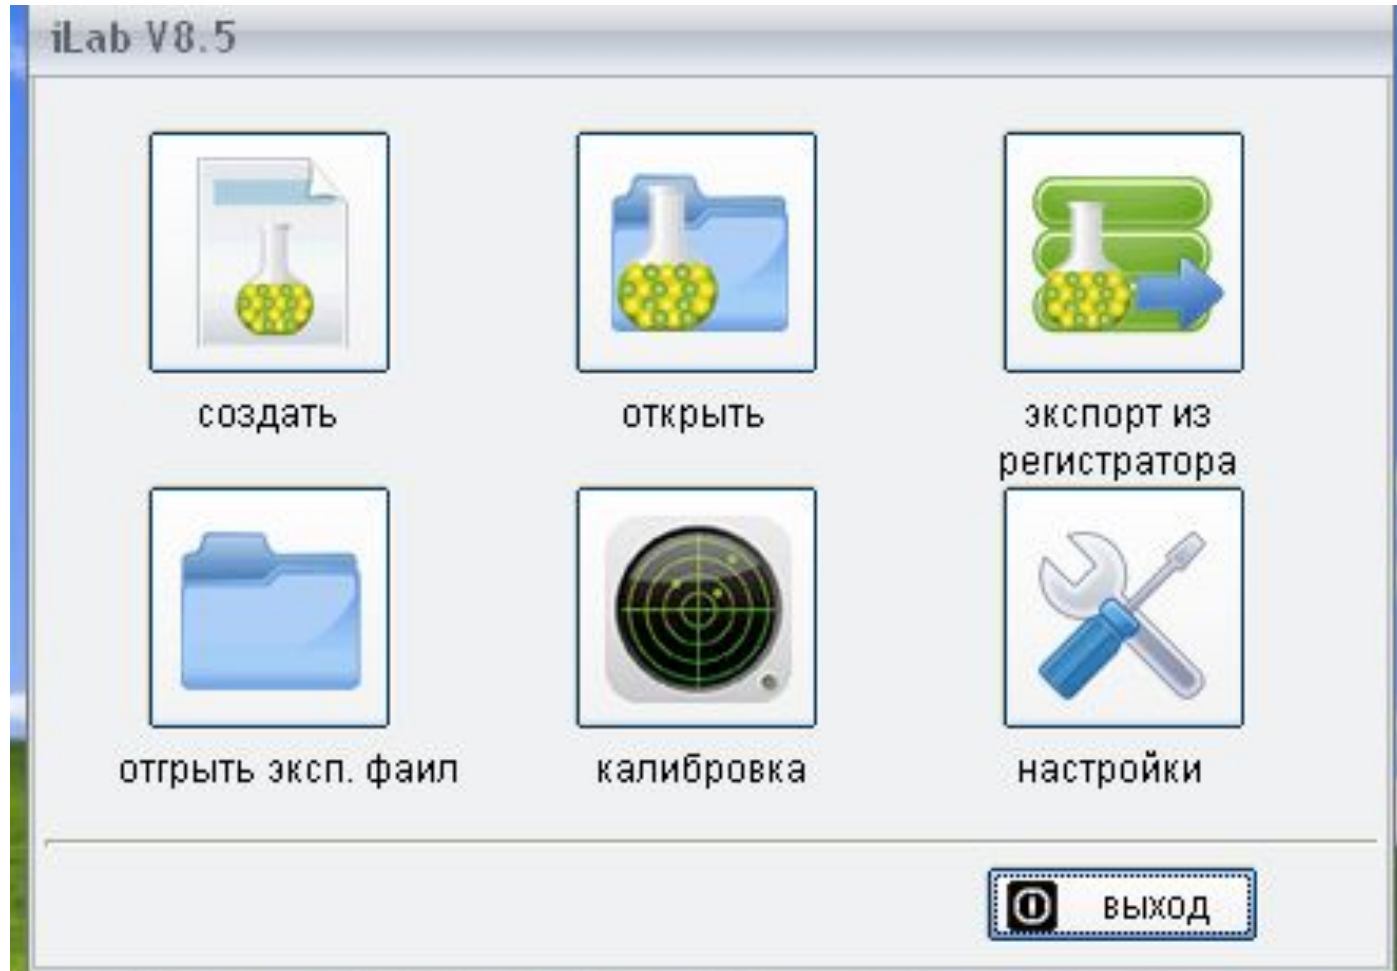 iLab V8.5
создать
открыть
экспорт из
регистратора
отгрыть эксп. фаил
калибровка
настройки
выход